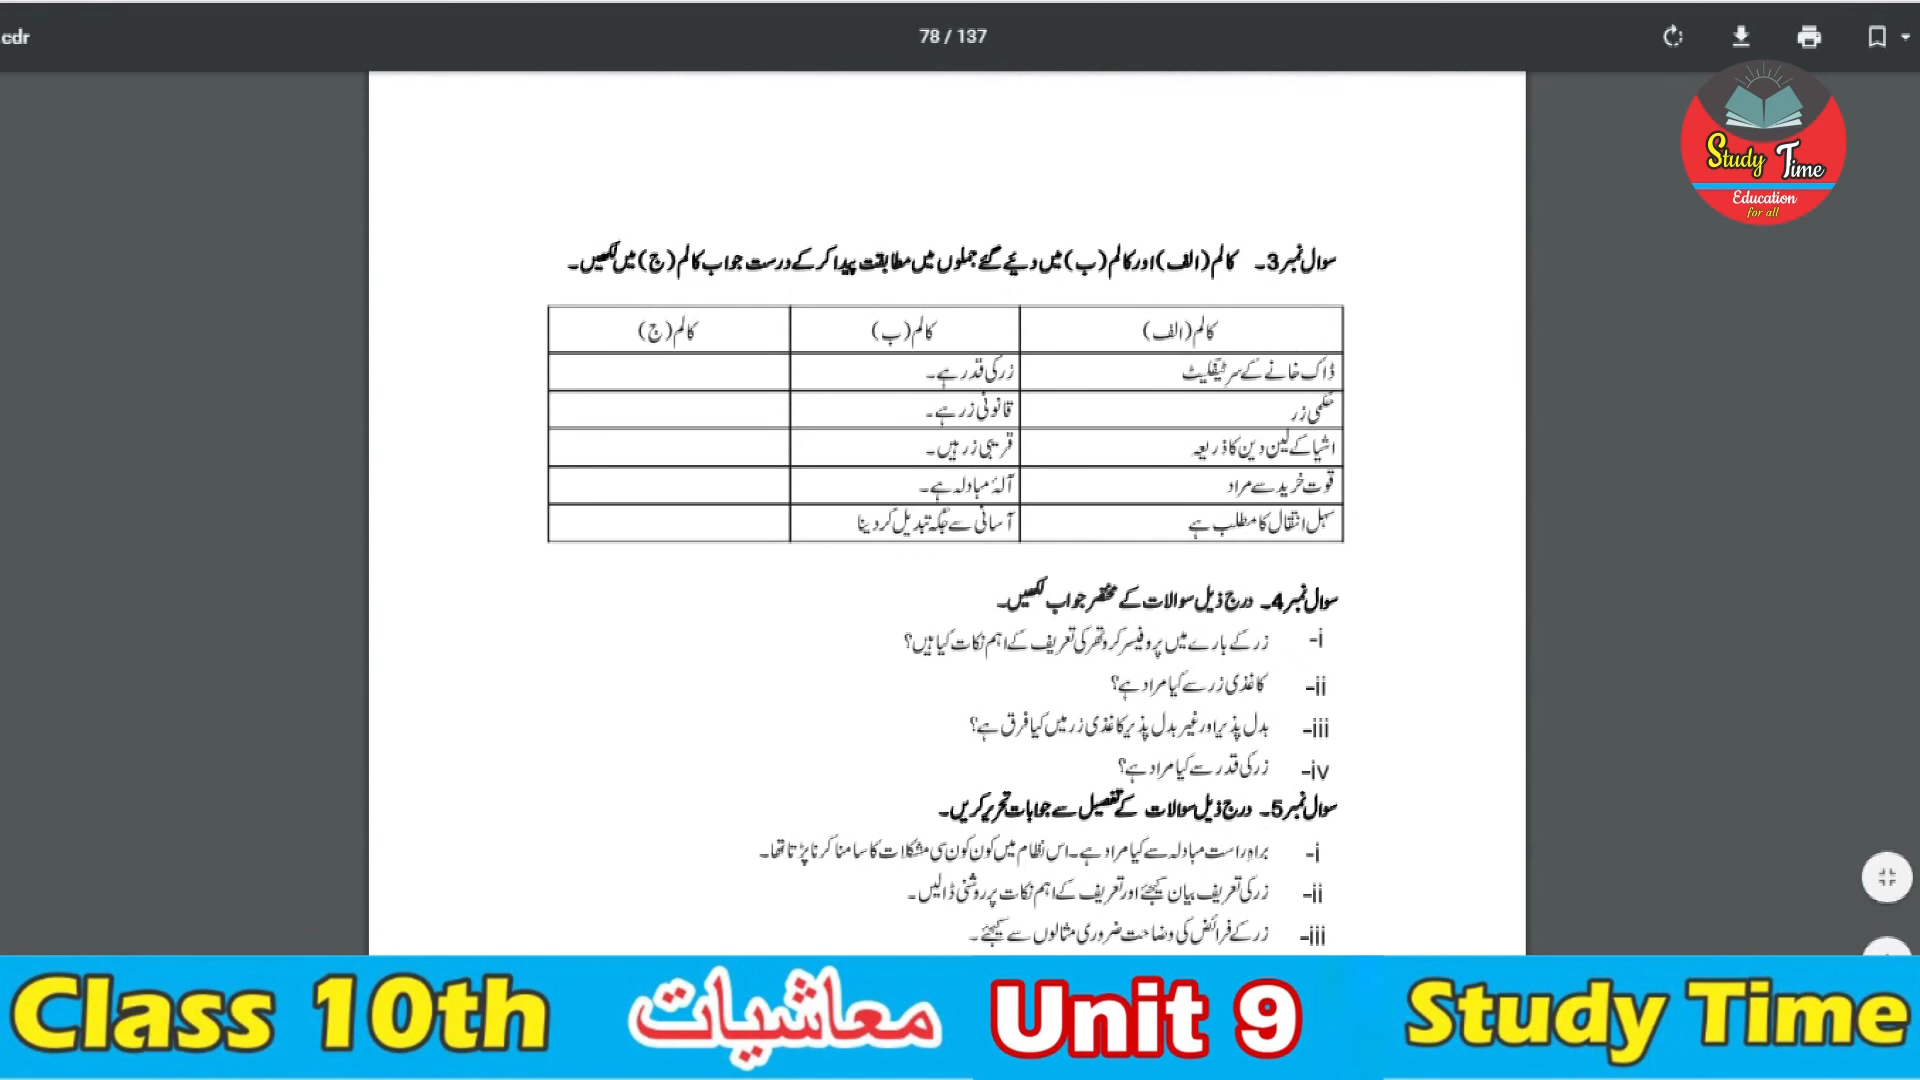 .cdr
78 / 137
Study Time
Education
for all
سوال نمبر 3۔ کالم (الف) اور کالم (ب) میں دیئے گئے جملوں میں مطابقت پیدا کر کے درست جواب کالم (ج) میں لکھیں۔
کالم (الف) کالم (ب) کالم (ج)
ڈاک خانے کے سرٹیفکیٹ زر کی قدر ہے۔
حکمی زر قانونی زر ہے۔
اشیا کے لین دین کا ذریعہ قریبی زر ہیں۔
قوت خرید سے مراد آلۂ مبادلہ ہے۔
سہل انتقال کا مطلب ہے آسانی سے جگہ تبدیل کر دینا
سوال نمبر 4۔ درج ذیل سوالات کے مختصر جواب لکھیں۔
i- زر کے بارے میں پروفیسر کروتھر کی تعریف کے اہم نکات کیا ہیں؟
ii- کاغذی زر سے کیا مراد ہے؟
iii- بدل پذیر اور غیر بدل پذیر کاغذی زر میں کیا فرق ہے؟
iv- زر کی قدر سے کیا مراد ہے؟
سوال نمبر 5۔ درج ذیل سوالات کے تفصیل سے جوابات تحریر کریں۔
i- براہ راست مبادلہ سے کیا مراد ہے۔ اس نظام میں کون کون سی مشکلات کا سامنا کرنا پڑتا تھا۔
ii- زر کی تعریف بیان کیجئے اور تعریف کے اہم نکات پر روشنی ڈالیں۔
iii- زر کے فرائض کی وضاحت ضروری مثالوں سے کیجئے۔
Class 10th معاشیات Unit 9 Study Time